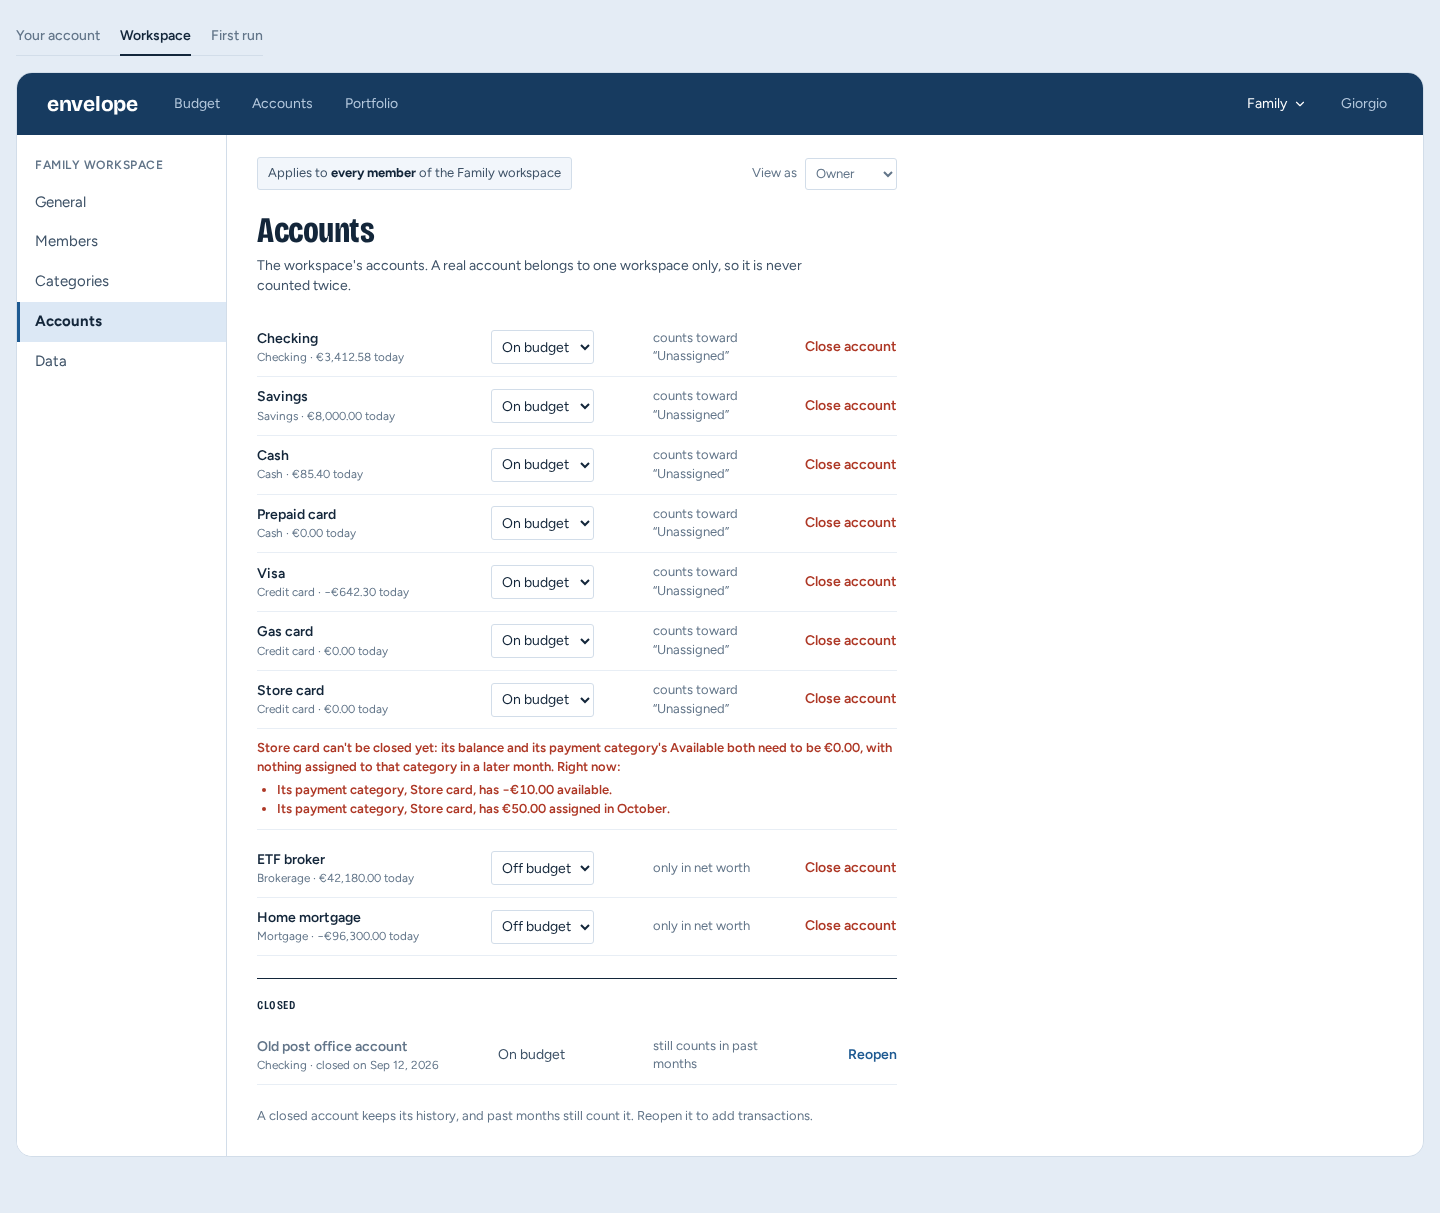 Your account
Workspace
First run
envelope
Budget
Accounts
Portfolio
Family
Giorgio
FAMILY WORKSPACE
General
Members
Categories
Accounts
Data
Applies to every member of the Family workspace
View as
Owner
Accounts
The workspace's accounts. A real account belongs to one workspace only, so it is never
counted twice.
Checking
Checking · €3,412.58 today
On budget
counts toward
“Unassigned”
Close account
Savings
Savings · €8,000.00 today
On budget
counts toward
“Unassigned”
Close account
Cash
Cash · €85.40 today
On budget
counts toward
“Unassigned”
Close account
Prepaid card
Cash · €0.00 today
On budget
counts toward
“Unassigned”
Close account
Visa
Credit card · −€642.30 today
On budget
counts toward
“Unassigned”
Close account
Gas card
Credit card · €0.00 today
On budget
counts toward
“Unassigned”
Close account
Store card
Credit card · €0.00 today
On budget
counts toward
“Unassigned”
Close account
Store card can't be closed yet: its balance and its payment category's Available both need to be €0.00, with
nothing assigned to that category in a later month. Right now:
• Its payment category, Store card, has −€10.00 available.
• Its payment category, Store card, has €50.00 assigned in October.
ETF broker
Brokerage · €42,180.00 today
Off budget
only in net worth
Close account
Home mortgage
Mortgage · −€96,300.00 today
Off budget
only in net worth
Close account
CLOSED
Old post office account
Checking · closed on Sep 12, 2026
On budget
still counts in past
months
Reopen
A closed account keeps its history, and past months still count it. Reopen it to add transactions.